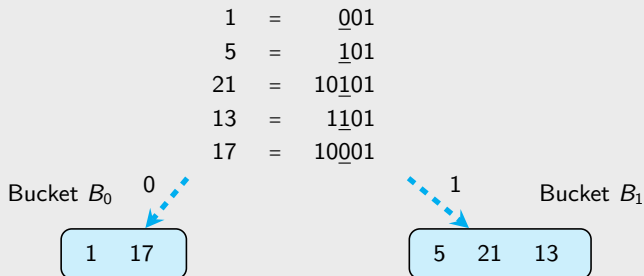 1 = 001
5 = 101
21 = 10101
13 = 1101
17 = 10001
Bucket B₀ 0 1 Bucket B₁
1 17 5 21 13